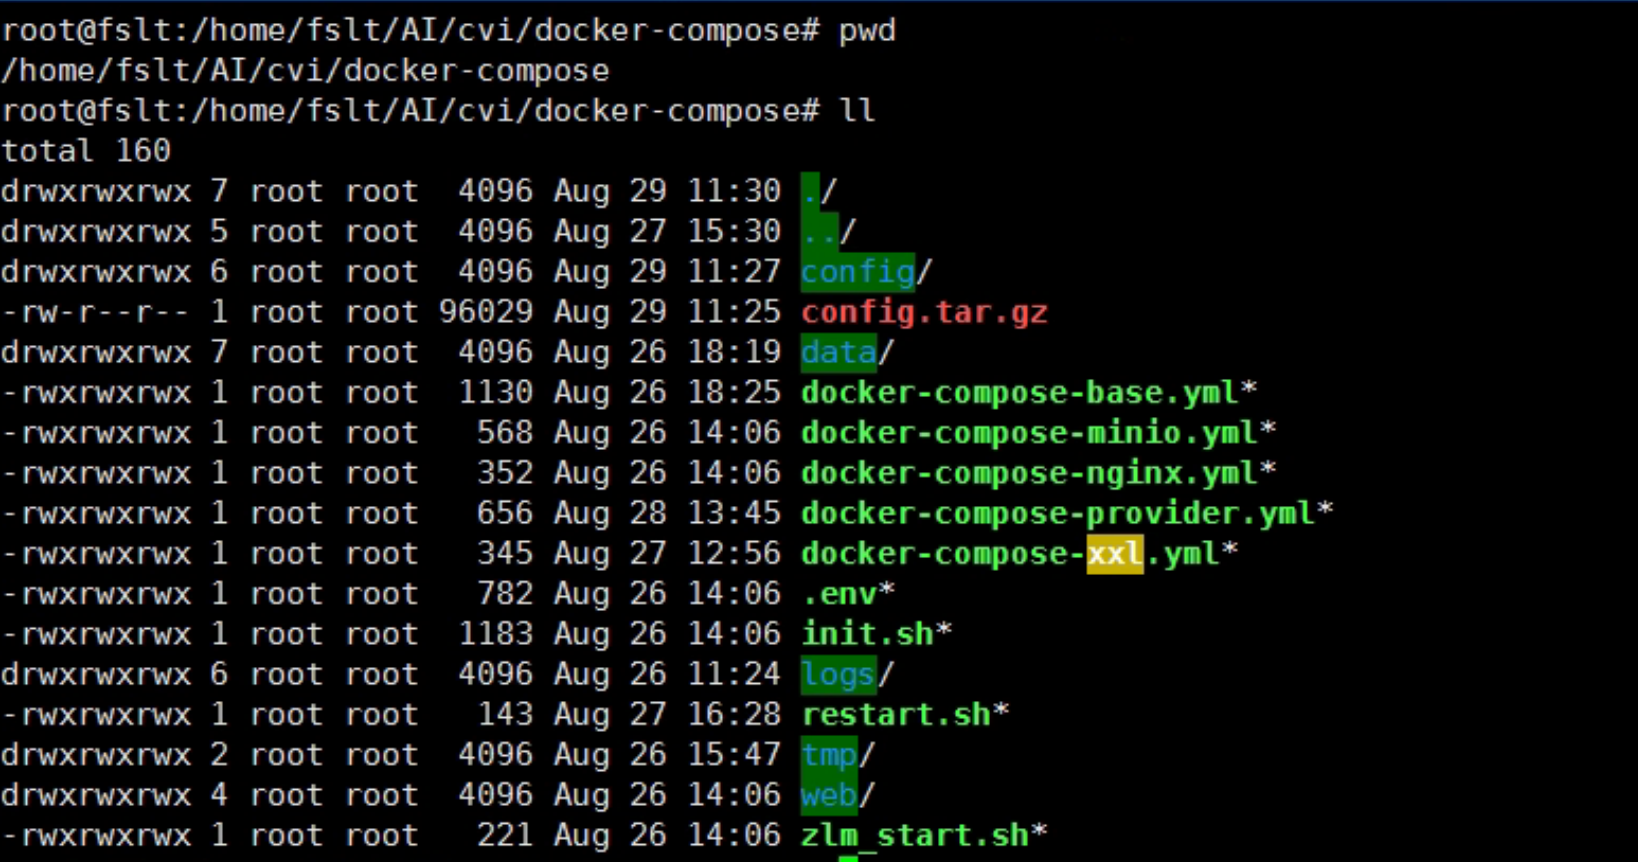 root@fslt:/home/fslt/AI/cvi/docker-compose# pwd
/home/fslt/AI/cvi/docker-compose
root@fslt:/home/fslt/AI/cvi/docker-compose# ll
total 160
drwxrwxrwx 7 root root  4096 Aug 29 11:30 ./
drwxrwxrwx 5 root root  4096 Aug 27 15:30 ../
drwxrwxrwx 6 root root  4096 Aug 29 11:27 config/
-rw-r--r-- 1 root root 96029 Aug 29 11:25 config.tar.gz
drwxrwxrwx 7 root root  4096 Aug 26 18:19 data/
-rwxrwxrwx 1 root root  1130 Aug 26 18:25 docker-compose-base.yml*
-rwxrwxrwx 1 root root   568 Aug 26 14:06 docker-compose-minio.yml*
-rwxrwxrwx 1 root root   352 Aug 26 14:06 docker-compose-nginx.yml*
-rwxrwxrwx 1 root root   656 Aug 28 13:45 docker-compose-provider.yml*
-rwxrwxrwx 1 root root   345 Aug 27 12:56 docker-compose-xxl.yml*
-rwxrwxrwx 1 root root   782 Aug 26 14:06 .env*
-rwxrwxrwx 1 root root  1183 Aug 26 14:06 init.sh*
drwxrwxrwx 6 root root  4096 Aug 26 11:24 logs/
-rwxrwxrwx 1 root root   143 Aug 27 16:28 restart.sh*
drwxrwxrwx 2 root root  4096 Aug 26 15:47 tmp/
drwxrwxrwx 4 root root  4096 Aug 26 14:06 web/
-rwxrwxrwx 1 root root   221 Aug 26 14:06 zlm_start.sh*